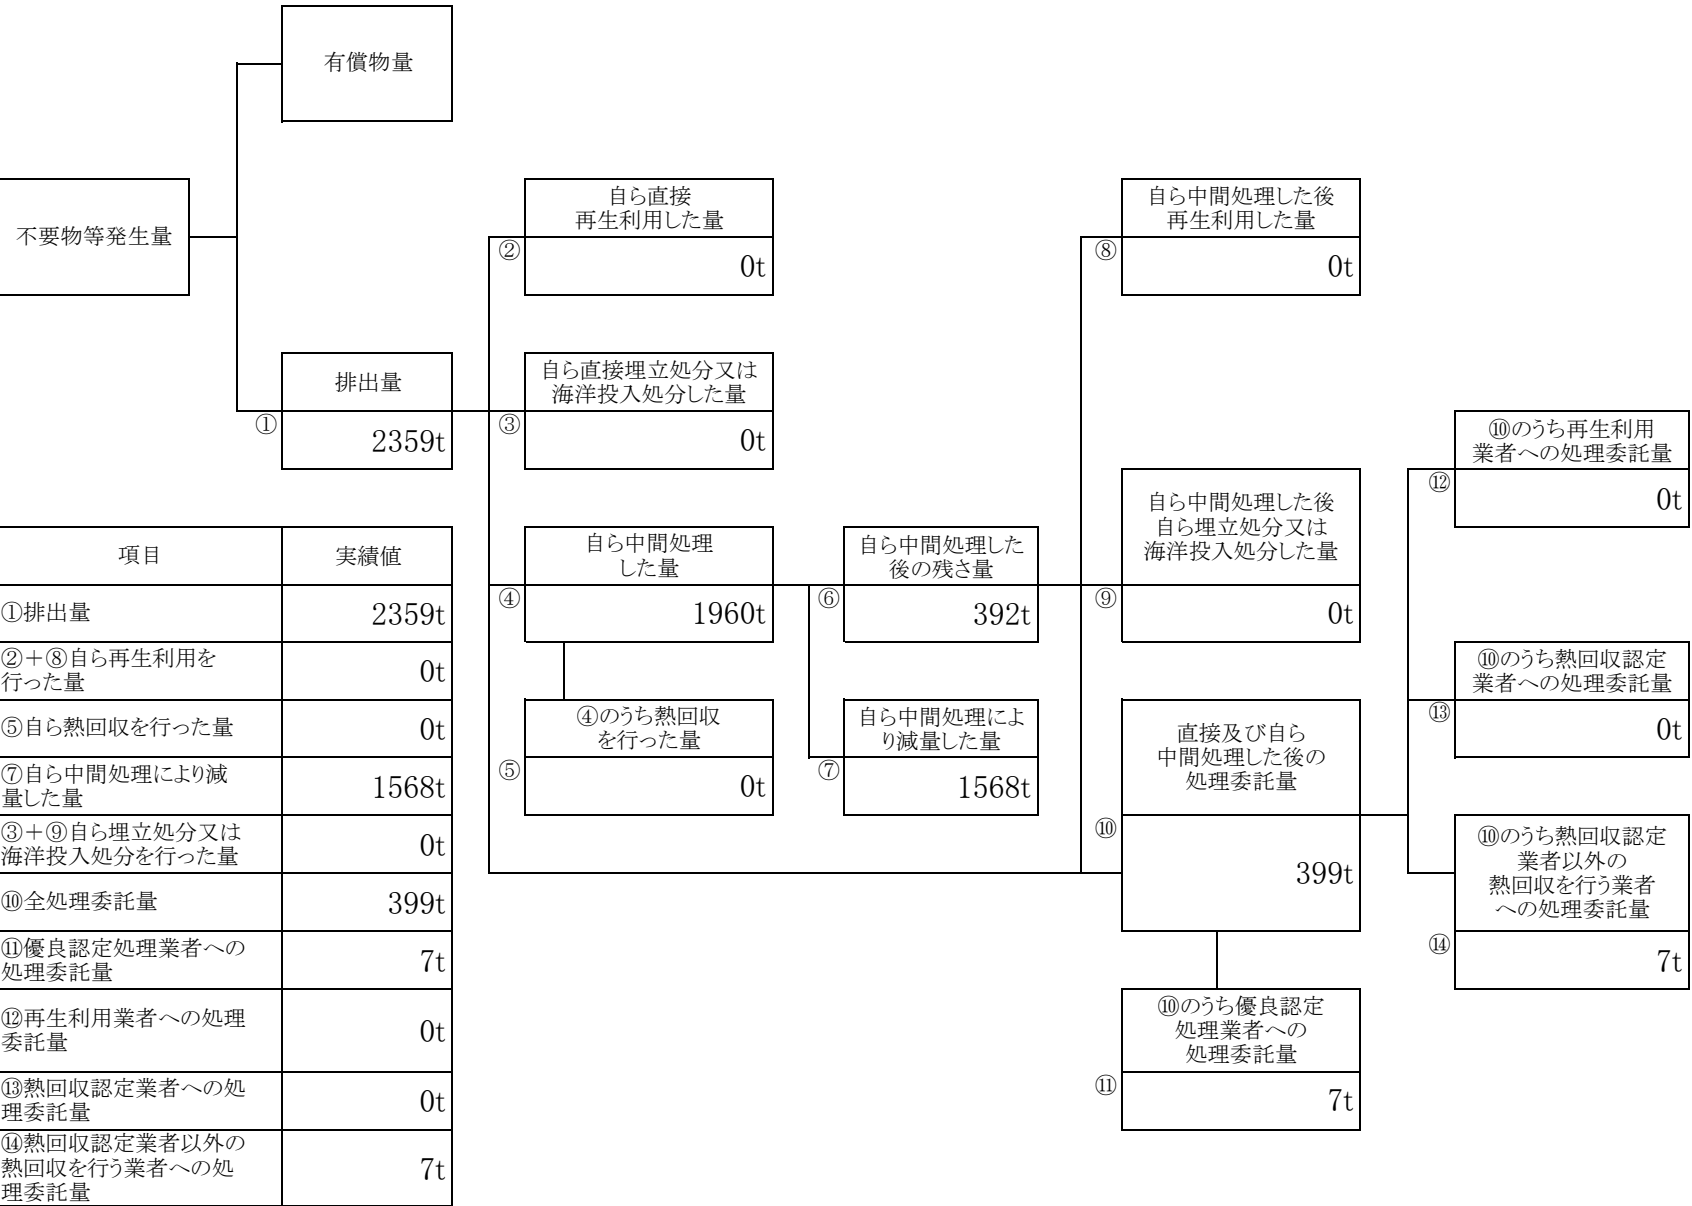 有償物量
不要物等発生量
自ら直接
再生利用した量
②
0t
自ら中間処理した後
再生利用した量
⑧
0t
排出量
①
2359t
自ら直接埋立処分又は
海洋投入処分した量
③
0t
⑩のうち再生利用
業者への処理委託量
⑫
0t
自ら中間処理した後
自ら埋立処分又は
海洋投入処分した量
⑨
0t
自ら中間処理
した量
④
1960t
自ら中間処理した
後の残さ量
⑥
392t
④のうち熱回収
を行った量
⑤
0t
自ら中間処理によ
り減量した量
⑦
1568t
直接及び自ら
中間処理した後の
処理委託量
⑩
399t
⑩のうち熱回収認定
業者への処理委託量
⑬
0t
⑩のうち熱回収認定
業者以外の
熱回収を行う業者
への処理委託量
⑭
7t
⑩のうち優良認定
処理業者への
処理委託量
⑪
7t
項目
実績値
①排出量
2359t
②＋⑧自ら再生利用を
行った量
0t
⑤自ら熱回収を行った量
0t
⑦自ら中間処理により減
量した量
1568t
③＋⑨自ら埋立処分又は
海洋投入処分を行った量
0t
⑩全処理委託量
399t
⑪優良認定処理業者への
処理委託量
7t
⑫再生利用業者への処理
委託量
0t
⑬熱回収認定業者への処
理委託量
0t
⑭熱回収認定業者以外の
熱回収を行う業者への処
理委託量
7t